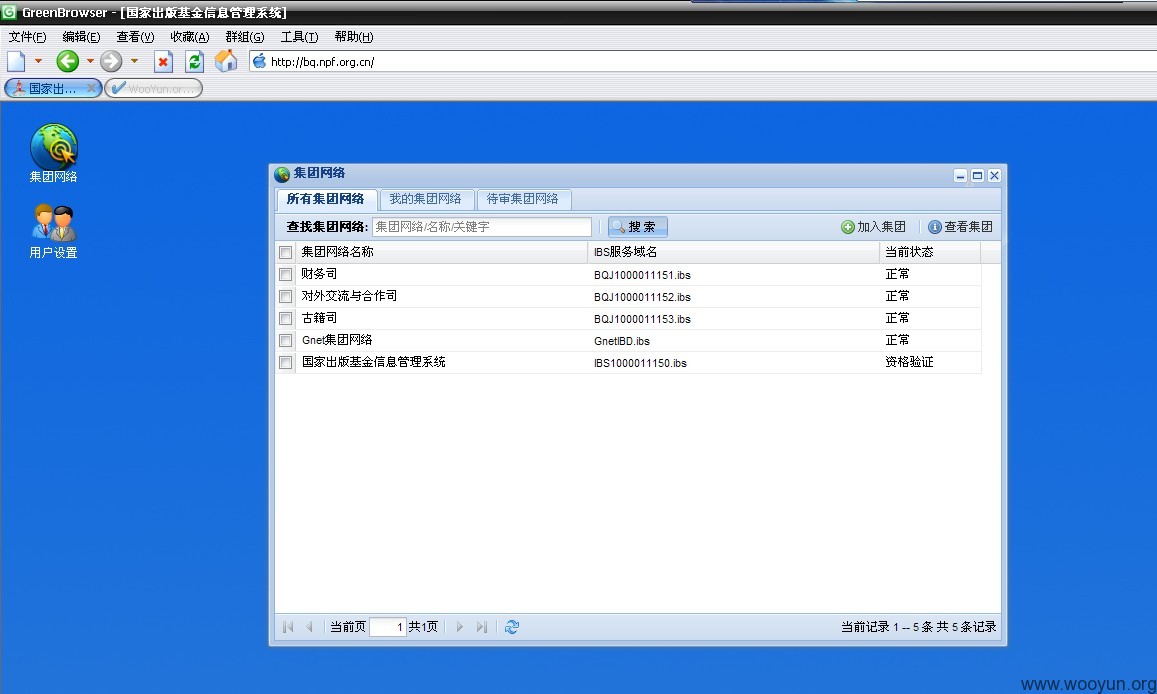 GreenBrowser - [国家出版基金信息管理系统]
文件(F) 编辑(E) 查看(V) 收藏(A) 群组(G) 工具(T) 帮助(H)
http://bq.npf.org.cn/
国家出... WooYun.or...
集团网络
用户设置
集团网络
所有集团网络 我的集团网络 待审集团网络
查找集团网络: 集团网络/名称/关键字 搜索 加入集团 查看集团
集团网络名称 IBS服务域名 当前状态
财务司 BQJ1000011151.ibs 正常
对外交流与合作司 BQJ1000011152.ibs 正常
古籍司 BQJ1000011153.ibs 正常
Gnet集团网络 GnetIBD.ibs 正常
国家出版基金信息管理系统 IBS1000011150.ibs 资格验证
当前页 1 共1页 当前记录 1 -- 5 条 共 5 条记录
www.wooyun.org